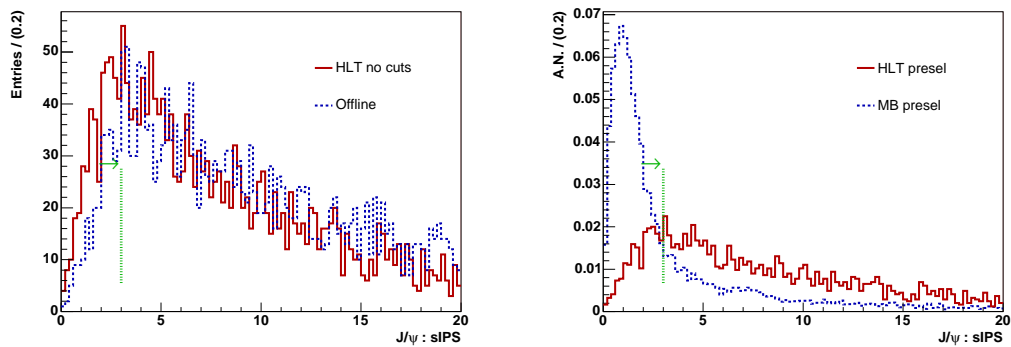 Entries / (0.2)
50
40
30
20
10
0
HLT no cuts
Offline
0 5 10 15 20
J/ψ : sIPS
A.N. / (0.2)
0.07
0.06
0.05
0.04
0.03
0.02
0.01
0
HLT presel
MB presel
0 5 10 15 20
J/ψ : sIPS